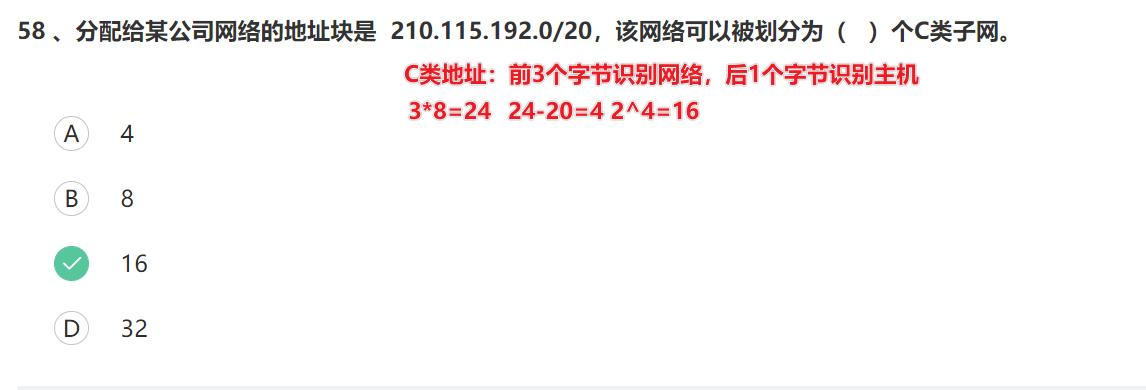 58 、分配给某公司网络的地址块是 210.115.192.0/20，该网络可以被划分为（ ）个C类子网。
C类地址：前3个字节识别网络，后1个字节识别主机
3*8=24 24-20=4 2^4=16
A 4
B 8
16
D 32